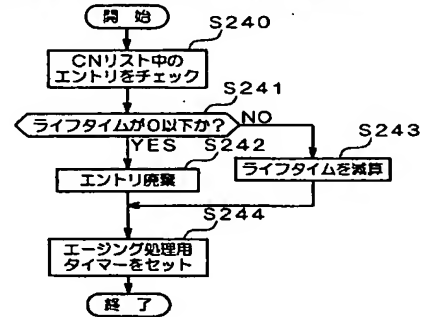 開 始
S240
CNリスト中の
エントリをチェック
S241
ライフタイムが0以下か?
NO
YES
S242
S243
エントリ廃棄
ライフタイムを減算
S244
エージング処理用
タイマーをセット
終 了